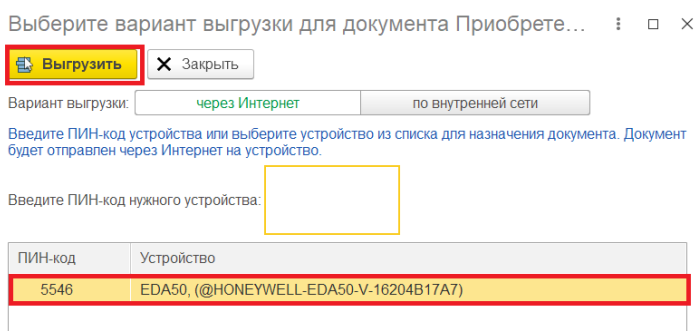 Выберите вариант выгрузки для документа Приобрете...
Выгрузить
Закрыть
Вариант выгрузки:
через Интернет
по внутренней сети
Введите ПИН-код устройства или выберите устройство из списка для назначения документа. Документ
будет отправлен через Интернет на устройство.
Введите ПИН-код нужного устройства:
ПИН-код
Устройство
5546
EDA50, (@HONEYWELL-EDA50-V-16204B17A7)